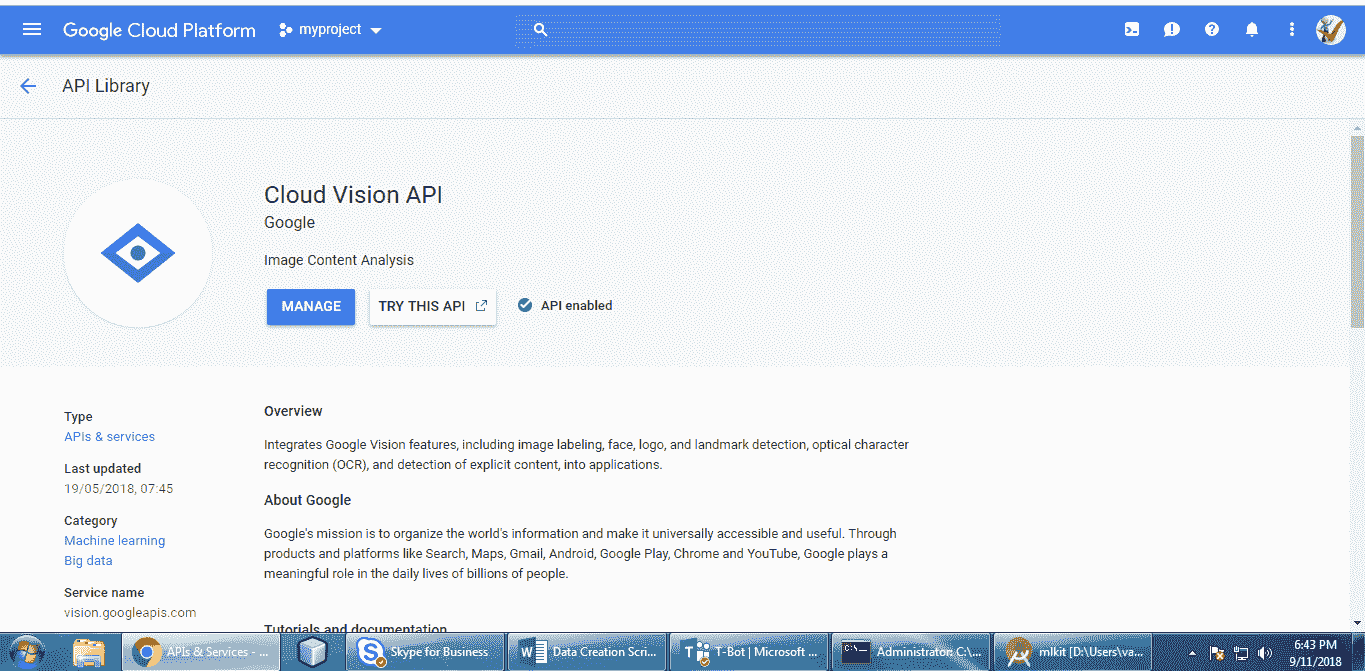 Google Cloud Platform
myproject
API Library
Cloud Vision API
Google
Image Content Analysis
MANAGE
TRY THIS API
API enabled
Type
APIs & services
Last updated
19/05/2018, 07:45
Category
Machine learning
Big data
Service name
vision.googleapis.com
Overview
Integrates Google Vision features, including image labeling, face, logo, and landmark detection, optical character
recognition (OCR), and detection of explicit content, into applications.
About Google
Google's mission is to organize the world's information and make it universally accessible and useful. Through
products and platforms like Search, Maps, Gmail, Android, Google Play, Chrome and YouTube, Google plays a
meaningful role in the daily lives of billions of people.
Tutorials and documentation
APIs & Services - ...
Skype for Business
Data Creation Scri...
T-Bot | Microsoft ...
C:\
Administrator: C:\...
mlkit [D:\Users\va...
6:43 PM
9/11/2018